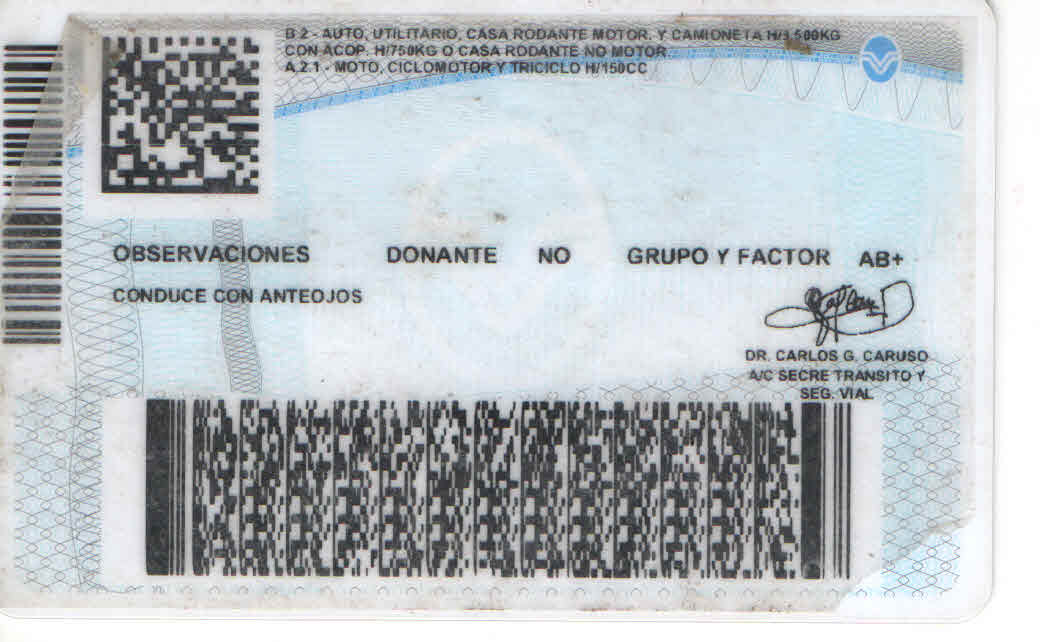 B 2 - AUTO, UTILITARIO, CASA RODANTE MOTOR. Y CAMIONETA H/3.500KG
CON ACOP. H/750KG O CASA RODANTE NO MOTOR
A.2.1 - MOTO, CICLOMOTOR Y TRICICLO H/150CC
OBSERVACIONES DONANTE NO GRUPO Y FACTOR AB+
CONDUCE CON ANTEOJOS
DR. CARLOS G. CARUSO
A/C SECRE TRANSITO Y
SEG. VIAL